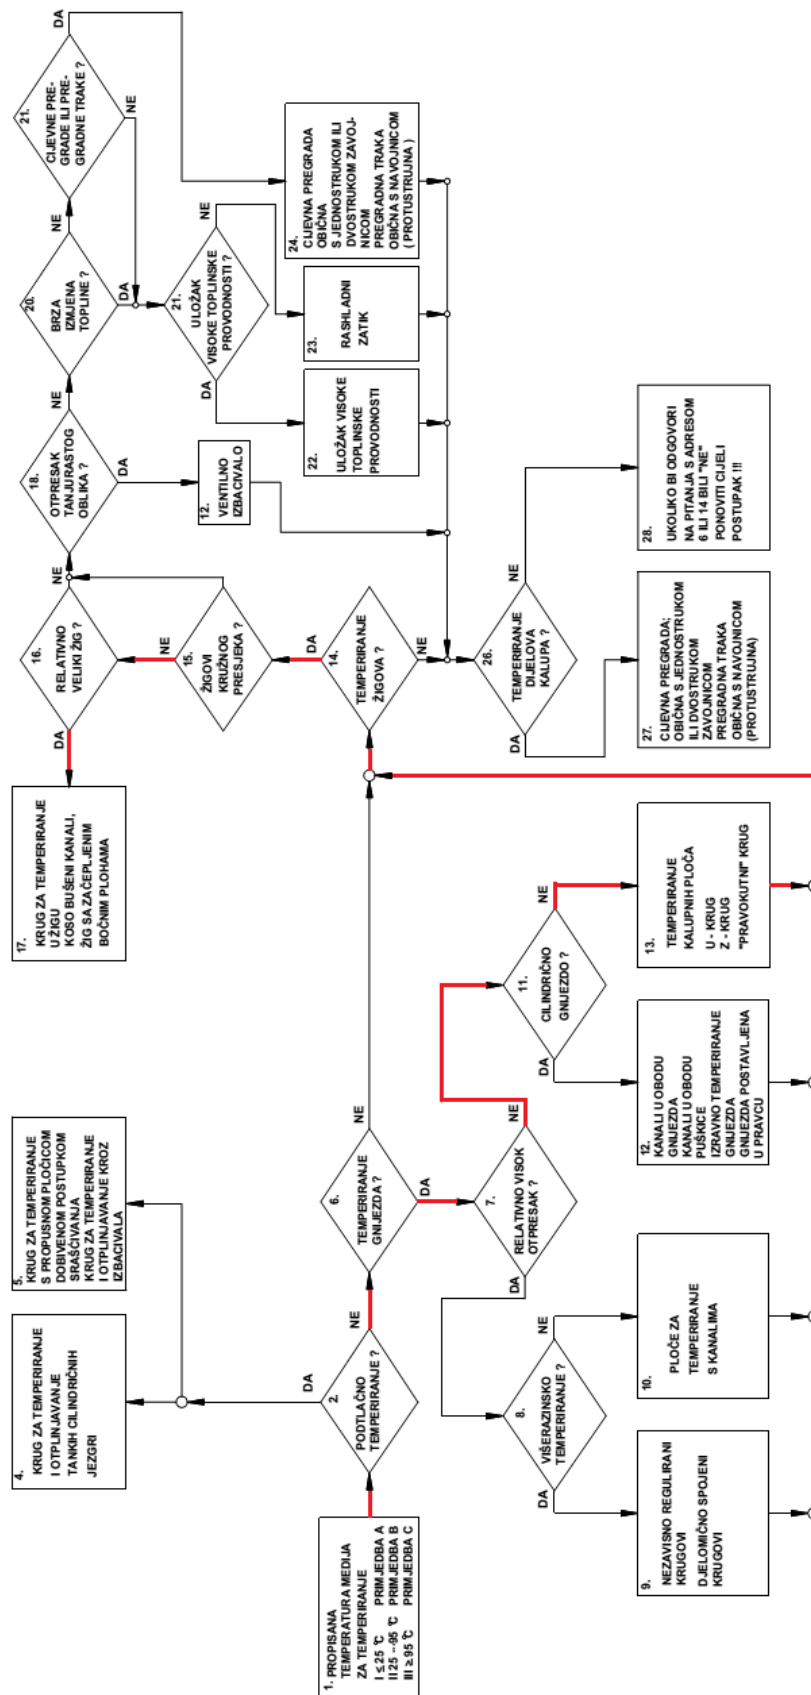 1. PROPISANA
TEMPERATURA MEDIJA
ZA TEMPERIRANJE
I ≤ 25 °C PRIMJEDBA A
II 25 --95 °C PRIMJEDBA B
III ≥ 95 °C PRIMJEDBA C
2.
PODTLAČNO
TEMPERIRANJE ?
DA
NE
4.
KRUG ZA TEMPERIRANJE
I OTPLINJAVANJE
TANKIH CILINDRIČNIH
JEZGRI
5.
KRUG ZA TEMPERIRANJE
S PROPUSNOM PLOČICOM
DOBIVENOM POSTUPKOM
SRAŠĆIVANJA
KRUG ZA TEMPERIRANJE
I OTPLINJAVANJE KROZ
IZBACIVALA
6.
TEMPERIRANJE
GNIJEZDA ?
NE
DA
7.
RELATIVNO VISOK
OTPRESAK ?
DA
NE
8.
VIŠERAZINSKO
TEMPERIRANJE ?
DA
NE
9.
NEZAVISNO REGULIRANI
KRUGOVI
DJELOMIČNO SPOJENI
KRUGOVI
10.
PLOČE ZA
TEMPERIRANJE
S KANALIMA
11.
CILINDRIČNO
GNIJEZDO ?
DA
NE
12.
KANALI U OBODU
GNIJEZDA
KANALI U OBODU
PUŠKICE
IZRAVNO TEMPERIRANJE
GNIJEZDA
GNIJEZDA POSTAVLJENA
U PRAVCU
13.
TEMPERIRANJE
KALUPNIH PLOČA
U - KRUG
Z - KRUG
"PRAVOKUTNI" KRUG
14.
TEMPERIRANJE
ŽIGOVA ?
DA
NE
15.
ŽIGOVI
KRUŽNOG
PRESJEKA ?
NE
16.
RELATIVNO
VELIKI ŽIG ?
DA
NE
17.
KRUG ZA TEMPERIRANJE
U ŽIGU
KOSO BUŠENI KANALI,
ŽIG SA ZAČEPLJENIM
BOČNIM PLOHAMA
18.
OTPRESAK
TANJURASTOG
OBLIKA ?
NE
DA
12.
VENTILNO
IZBACIVALO
20.
BRZA
IZMJENA
TOPLINE ?
NE
DA
21.
CIJEVNE PRE-
GRADE ILI PRE-
GRADNE TRAKE ?
DA
NE
21.
ULOŽAK
VISOKE TOPLINSKE
PROVODNOSTI ?
DA
NE
22.
ULOŽAK VISOKE
TOPLINSKE
PROVODNOSTI
23.
RASHLADNI
ZATIK
24.
CIJEVNA PREGRADA
OBIČNA
S JEDNOSTRUKOM ILI
DVOSTRUKOM ZAVOJ-
NICOM
PREGRADNA TRAKA
OBIČNA S NAVOJNICOM
( PROTUSTRUJNA )
26.
TEMPERIRANJE
DIJELOVA
KALUPA ?
DA
NE
27.
CIJEVNA PREGRADA;
OBIČNA S JEDNOSTRUKOM
ILI DVOSTRUKOM
ZAVOJNICOM
PREGRADNA TRAKA
OBIČNA S NAVOJNICOM
(PROTUSTRUJNA)
28.
UKOLIKO BI ODGOVORI
NA PITANJA S ADRESOM
6 ILI 14 BILI "NE"
PONOVITI CIJELI
POSTUPAK !!!